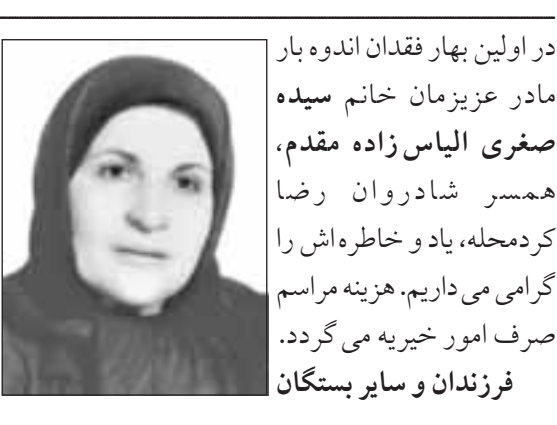 در اولین بهار فقدان اندوه بار
مادر عزیزمان خانم سیده
صغری الیاس زاده مقدم،
همسر شادروان رضا
کردمحله، یاد و خاطره اش را
گرامی می داریم. هزینه مراسم
صرف امور خیریه می گردد.
فرزندان و سایر بستگان